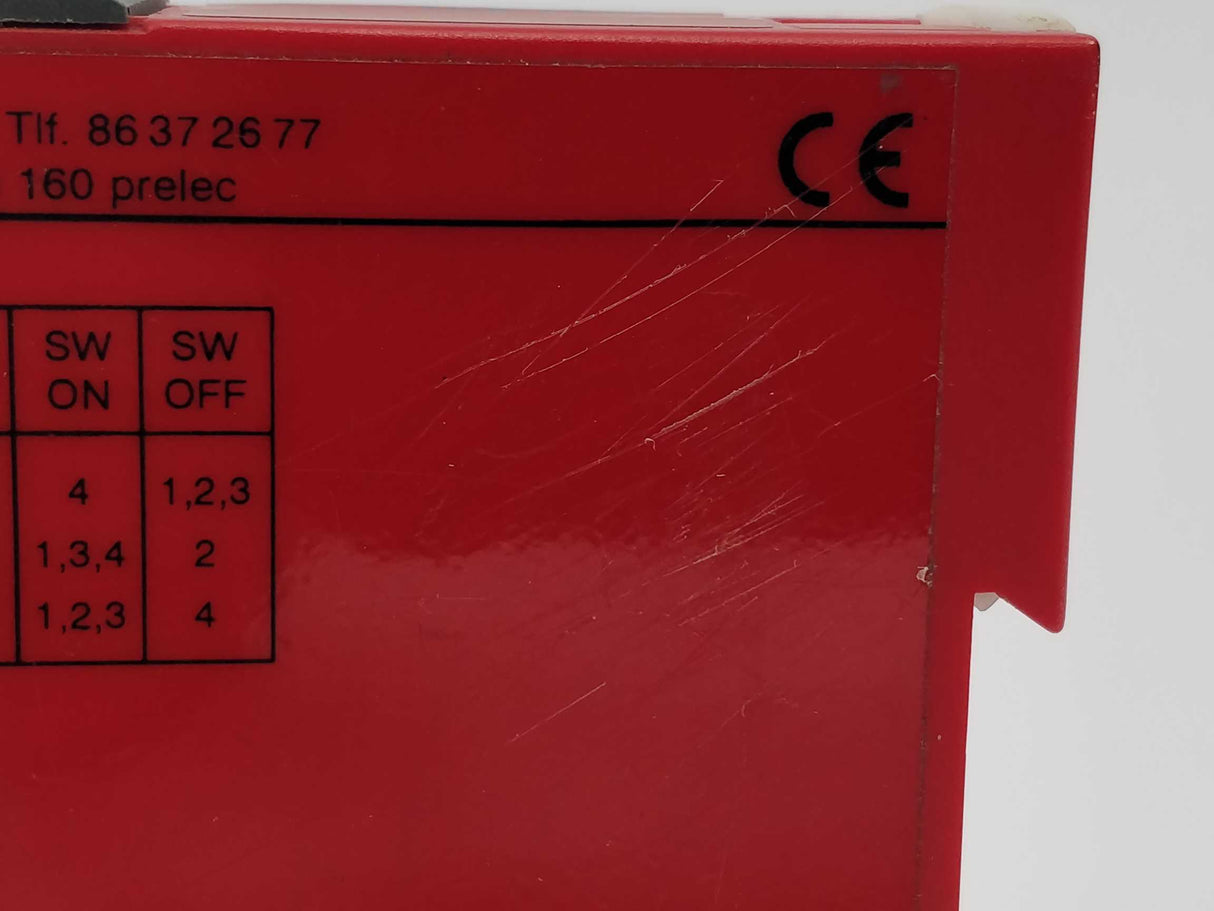 Tlf. 86 37 26 77
160 prelec
CE
SW ON SW OFF
4 1,2,3
1,3,4 2
1,2,3 4